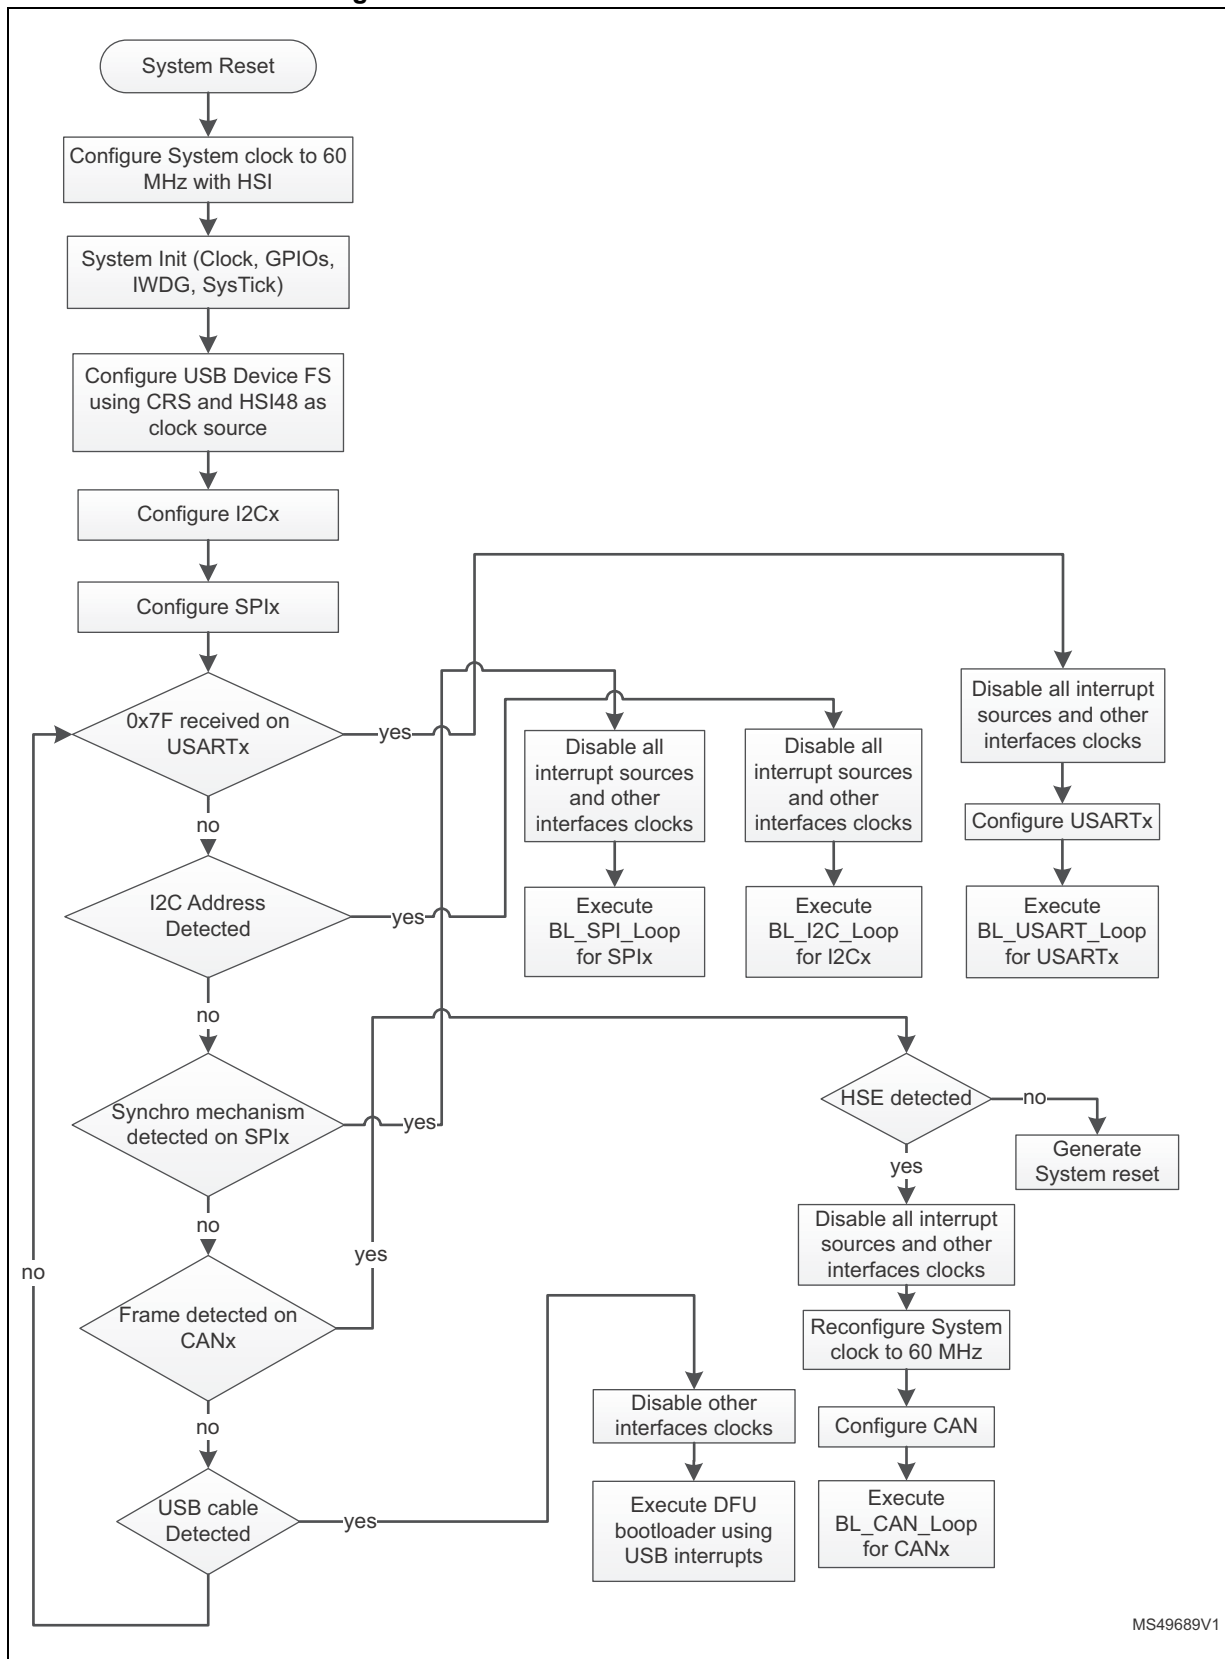 System Reset
Configure System clock to 60
MHz with HSI
System Init (Clock, GPIOs,
IWDG, SysTick)
Configure USB Device FS
using CRS and HSI48 as
clock source
Configure I2Cx
Configure SPIx
0x7F received on
USARTx
yes
no
I2C Address
Detected
yes
no
Synchro mechanism
detected on SPIx
yes
no
Frame detected on
CANx
yes
no
USB cable
Detected
yes
no
Disable all
interrupt sources
and other
interfaces clocks
Execute
BL_SPI_Loop
for SPIx
Disable all
interrupt sources
and other
interfaces clocks
Execute
BL_I2C_Loop
for I2Cx
Disable all interrupt
sources and other
interfaces clocks
Configure USARTx
Execute
BL_USART_Loop
for USARTx
HSE detected
no
Generate
System reset
yes
Disable all interrupt
sources and other
interfaces clocks
Reconfigure System
clock to 60 MHz
Configure CAN
Execute
BL_CAN_Loop
for CANx
Disable other
interfaces clocks
Execute DFU
bootloader using
USB interrupts
MS49689V1